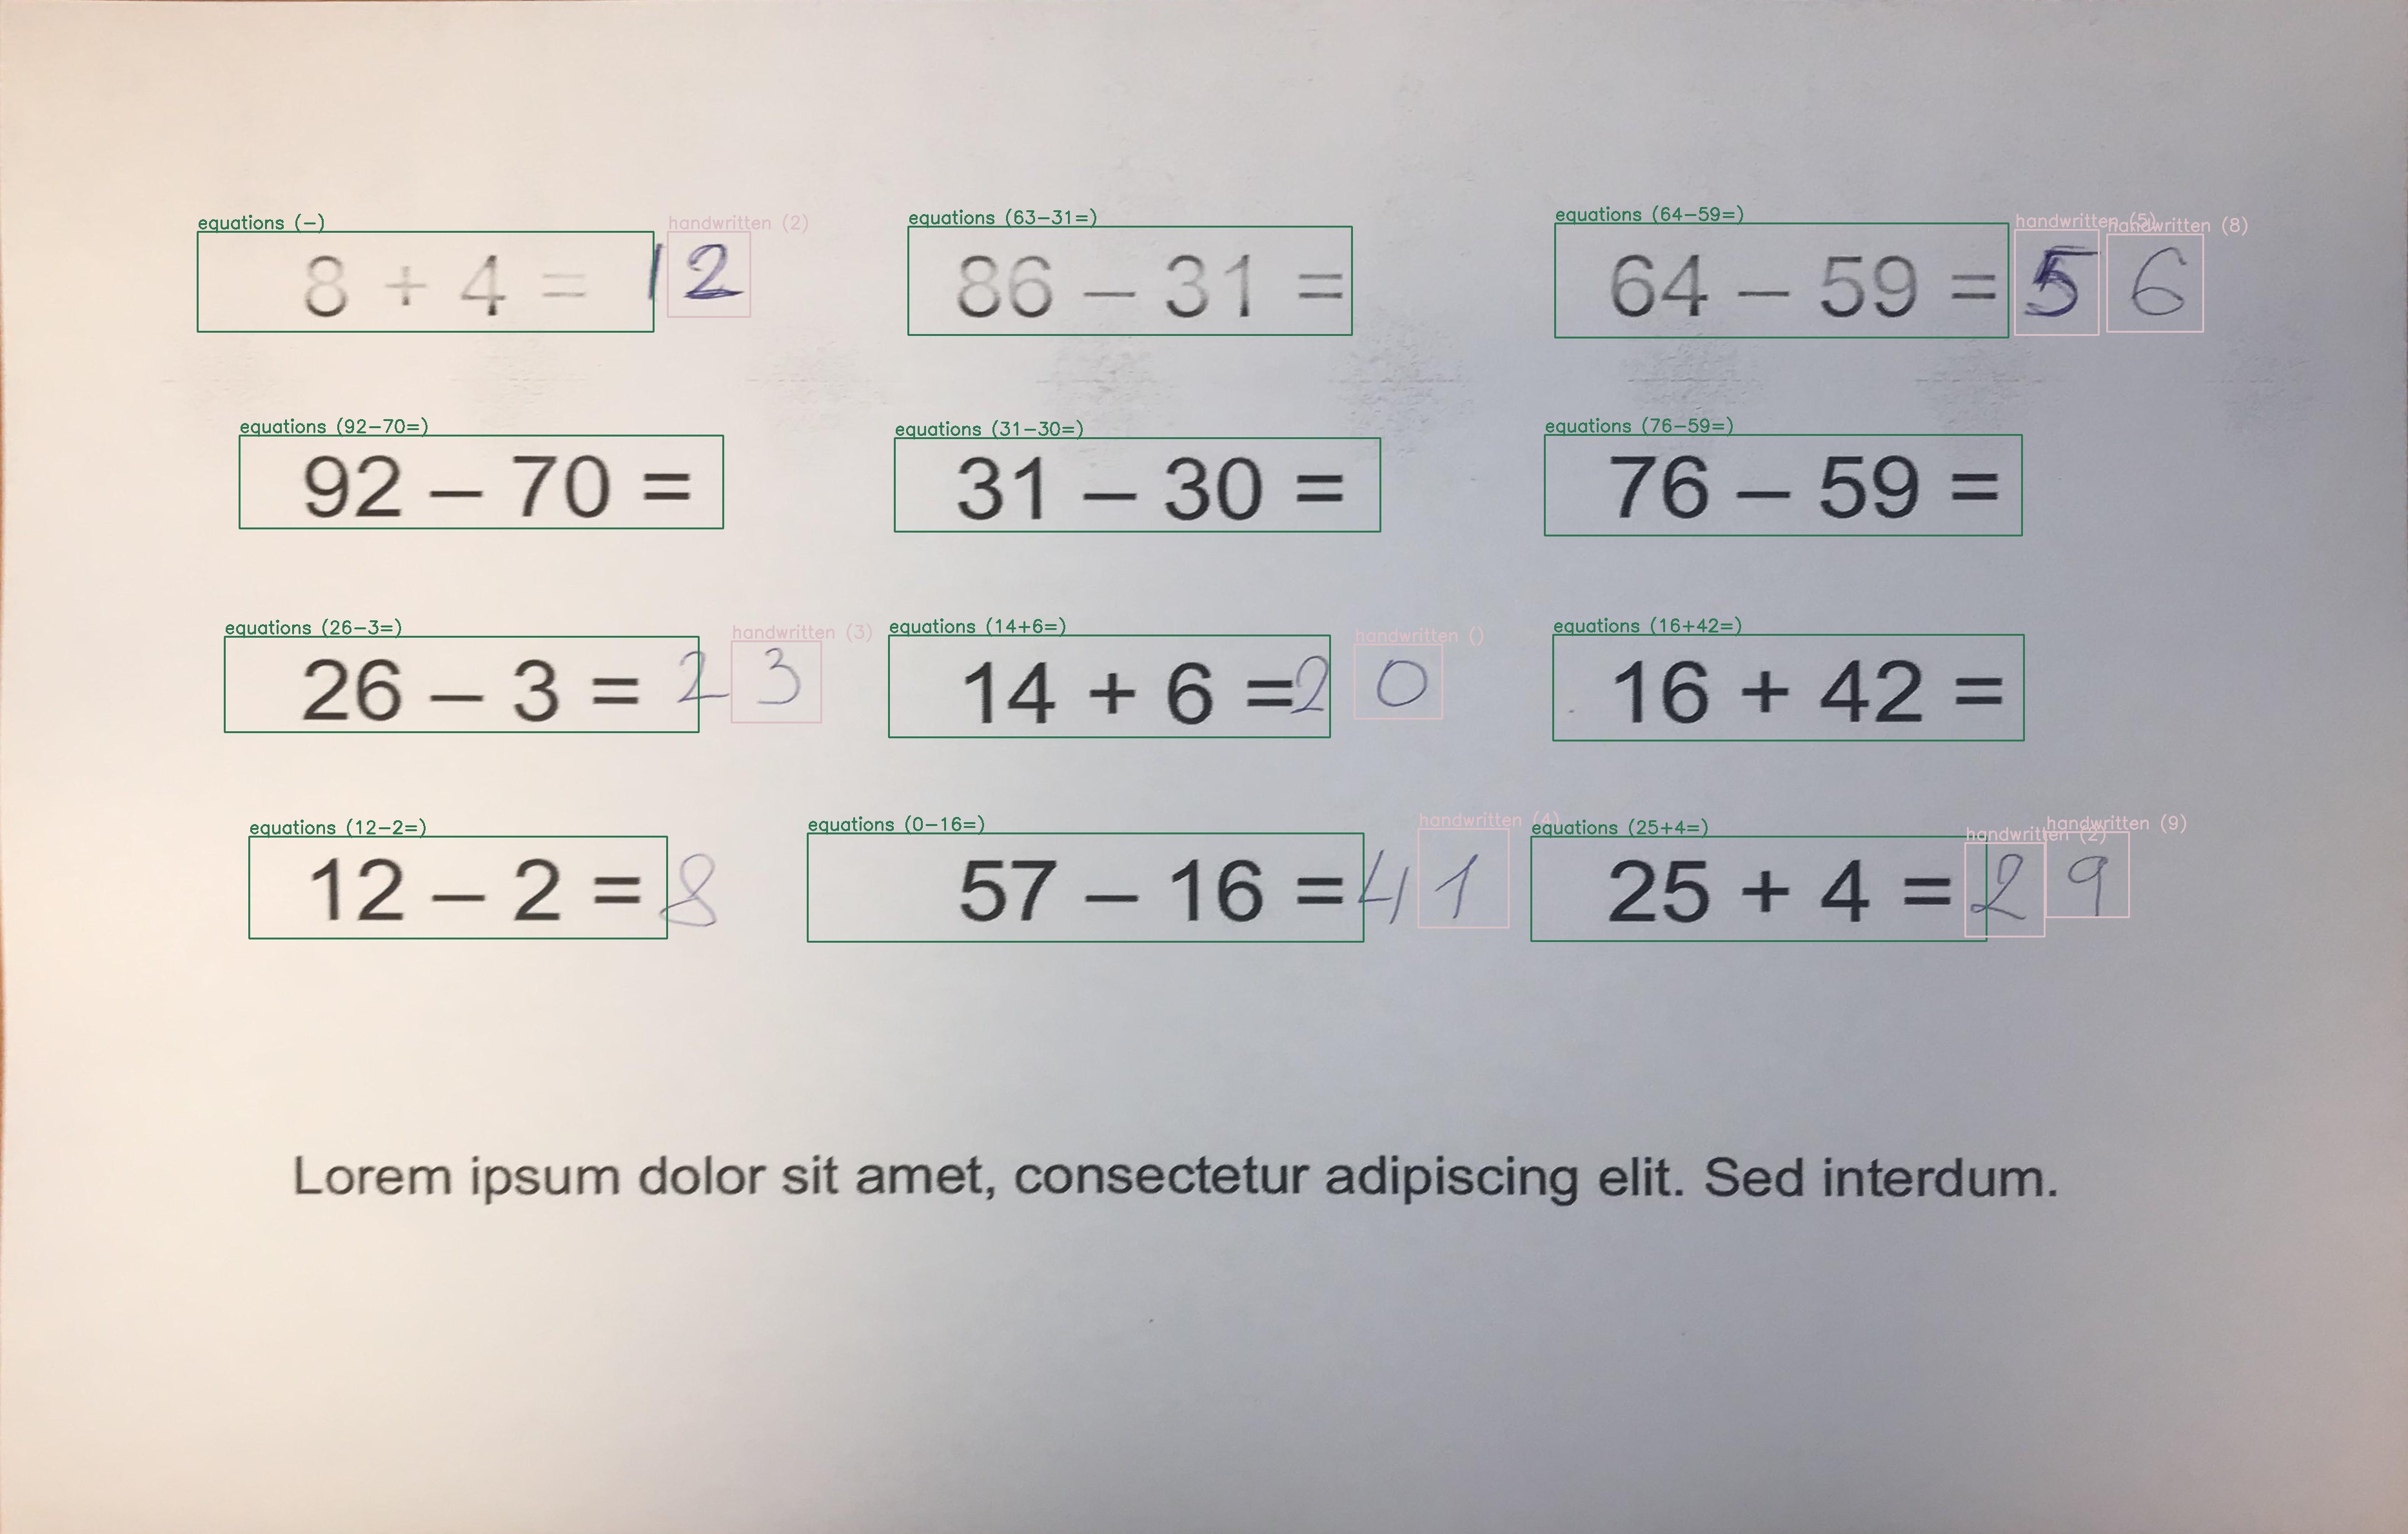 equations (-) handwritten (2) equations (63-31=) equations (64-59=) handwritten (5) handwritten (8)
8 + 4 = 12 86 – 31 = 64 – 59 = 5 6
equations (92-70=) equations (31-30=) equations (76-59=)
92 – 70 = 31 – 30 = 76 – 59 =
equations (26-3=) handwritten (3) equations (14+6=) handwritten () equations (16+42=)
26 – 3 = 23 14 + 6 = 20 16 + 42 =
equations (12-2=) equations (0-16=) handwritten (4) equations (25+4=) handwritten (2) handwritten (9)
12 – 2 = 8 57 – 16 = 41 25 + 4 = 29
Lorem ipsum dolor sit amet, consectetur adipiscing elit. Sed interdum.